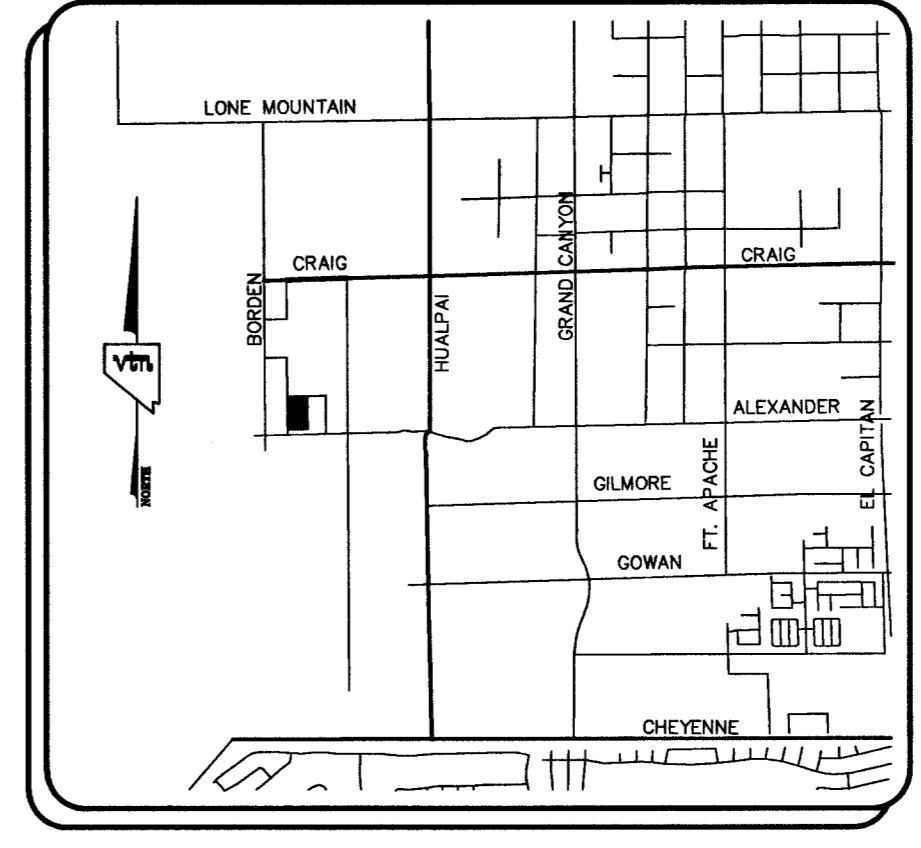 LONE MOUNTAIN
GRAND CANYON
CRAIG
CRAIG
BORDEN
HUALPAI
vtn
ALEXANDER
EL CAPITAN
NORTH
GILMORE
FT. APACHE
GOWAN
CHEYENNE